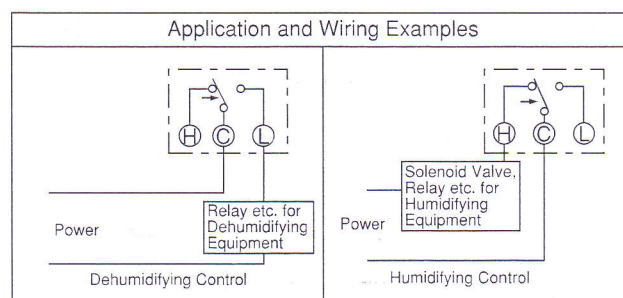 Application and Wiring Examples
H C L
Power
Relay etc. for
Dehumidifying
Equipment
Dehumidifying Control
H C L
Solenoid Valve,
Relay etc. for
Humidifying
Equipment
Power
Humidifying Control